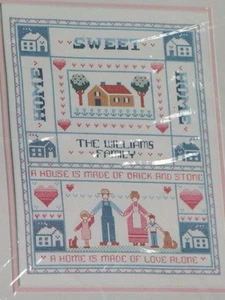 SWEET
HOME
HOME
THE WILLIAMS
FAMILY
A HOUSE IS MADE OF BRICK AND STONE
A HOME IS MADE OF LOVE ALONE